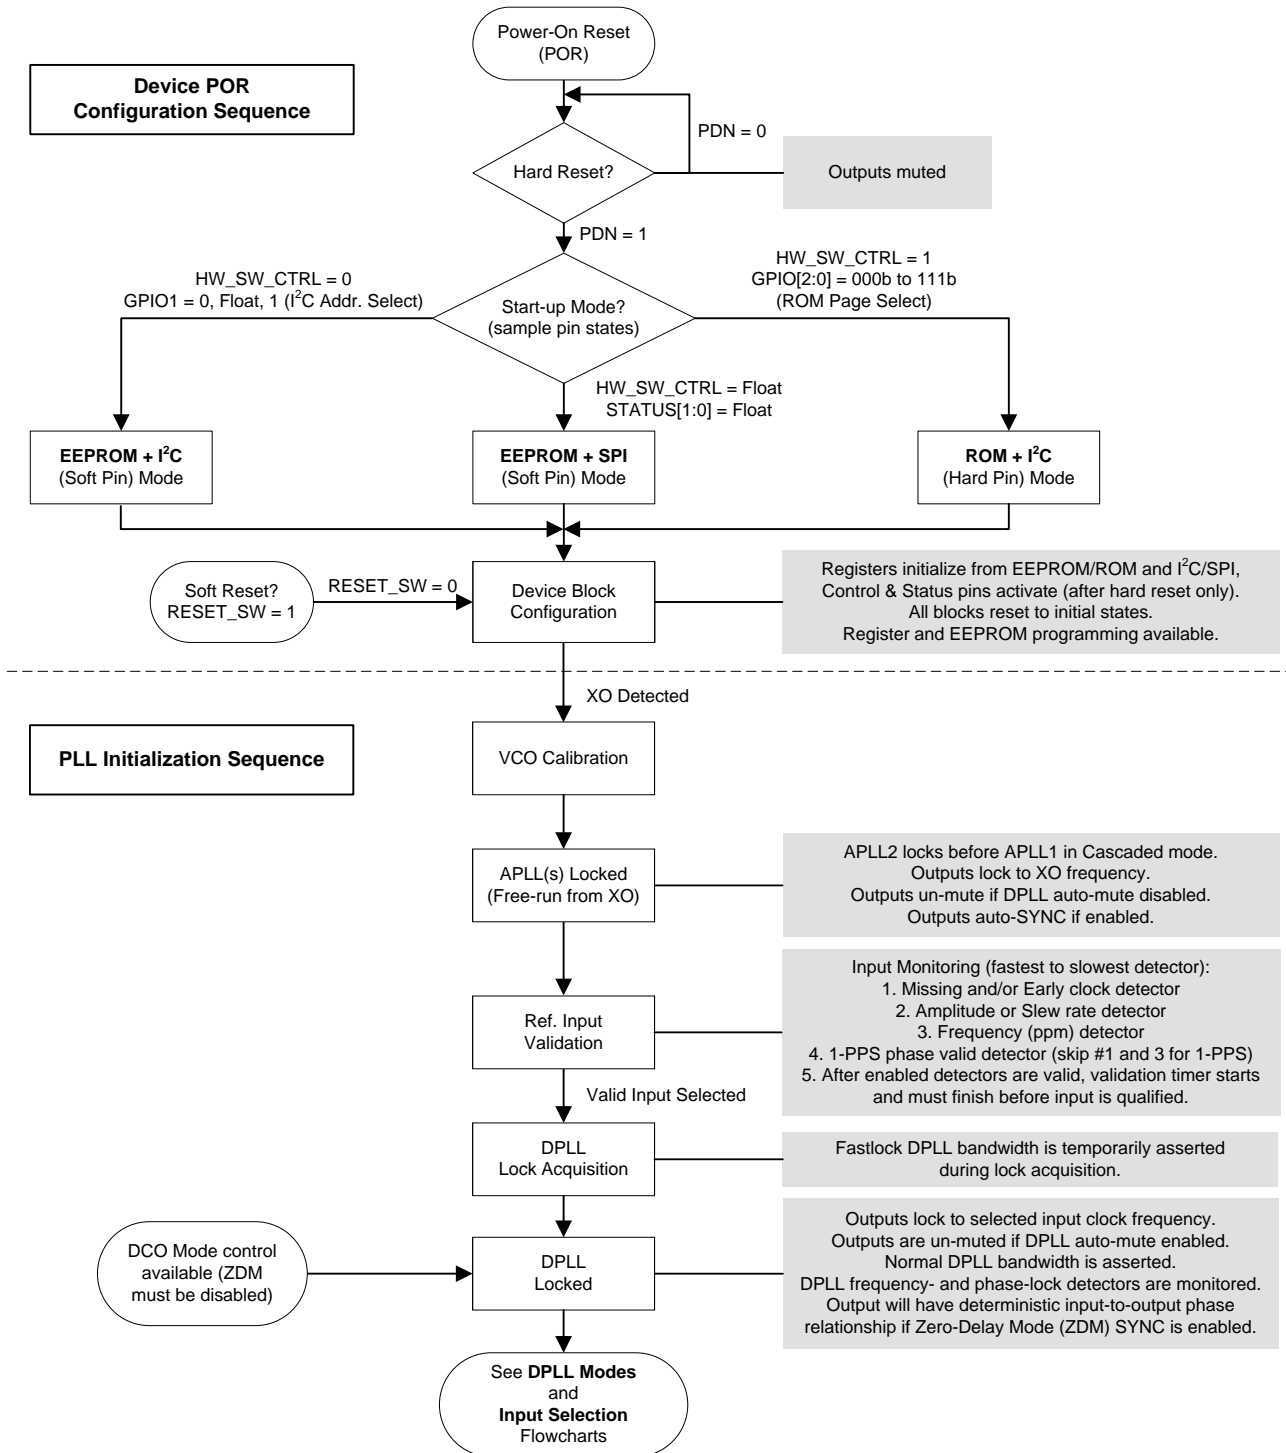 Power-On Reset
(POR)
Device POR
Configuration Sequence
PDN = 0
Hard Reset?
Outputs muted
PDN = 1
HW_SW_CTRL = 0
GPIO1 = 0, Float, 1 (I²C Addr. Select)
HW_SW_CTRL = 1
GPIO[2:0] = 000b to 111b
(ROM Page Select)
Start-up Mode?
(sample pin states)
HW_SW_CTRL = Float
STATUS[1:0] = Float
EEPROM + I²C
(Soft Pin) Mode
EEPROM + SPI
(Soft Pin) Mode
ROM + I²C
(Hard Pin) Mode
Soft Reset?
RESET_SW = 1
RESET_SW = 0
Device Block
Configuration
Registers initialize from EEPROM/ROM and I²C/SPI,
Control & Status pins activate (after hard reset only).
All blocks reset to initial states.
Register and EEPROM programming available.
XO Detected
PLL Initialization Sequence
VCO Calibration
APLL(s) Locked
(Free-run from XO)
APLL2 locks before APLL1 in Cascaded mode.
Outputs lock to XO frequency.
Outputs un-mute if DPLL auto-mute disabled.
Outputs auto-SYNC if enabled.
Ref. Input
Validation
Input Monitoring (fastest to slowest detector):
1. Missing and/or Early clock detector
2. Amplitude or Slew rate detector
3. Frequency (ppm) detector
4. 1-PPS phase valid detector (skip #1 and 3 for 1-PPS)
5. After enabled detectors are valid, validation timer starts
and must finish before input is qualified.
Valid Input Selected
DPLL
Lock Acquisition
Fastlock DPLL bandwidth is temporarily asserted
during lock acquisition.
DCO Mode control
available (ZDM
must be disabled)
DPLL
Locked
Outputs lock to selected input clock frequency.
Outputs are un-muted if DPLL auto-mute enabled.
Normal DPLL bandwidth is asserted.
DPLL frequency- and phase-lock detectors are monitored.
Output will have deterministic input-to-output phase
relationship if Zero-Delay Mode (ZDM) SYNC is enabled.
See DPLL Modes
and
Input Selection
Flowcharts